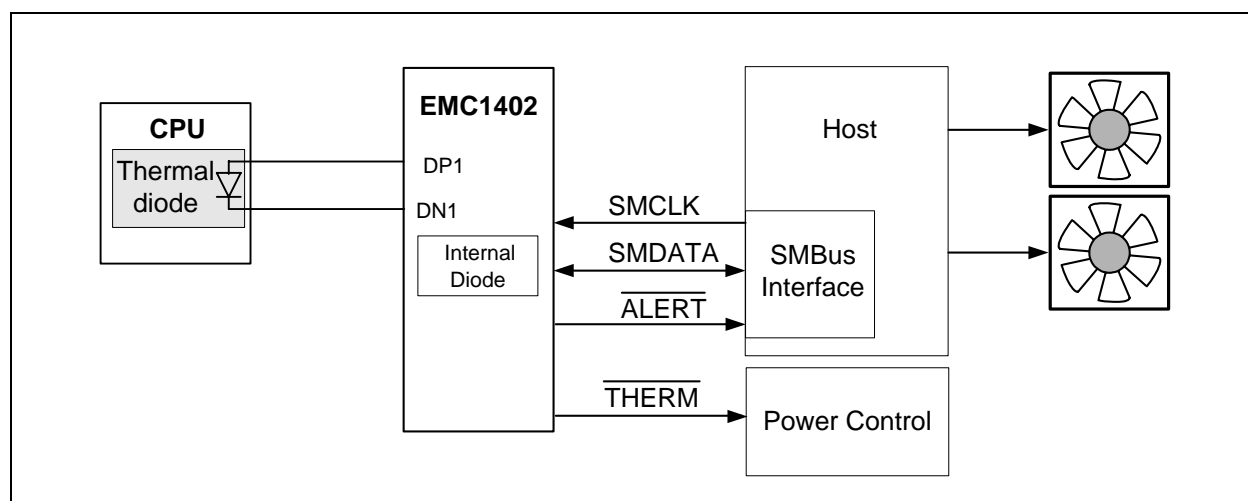 CPU
Thermal
diode
EMC1402
DP1
DN1
Internal
Diode
SMCLK
SMDATA
ALERT
THERM
Host
SMBus
Interface
Power Control